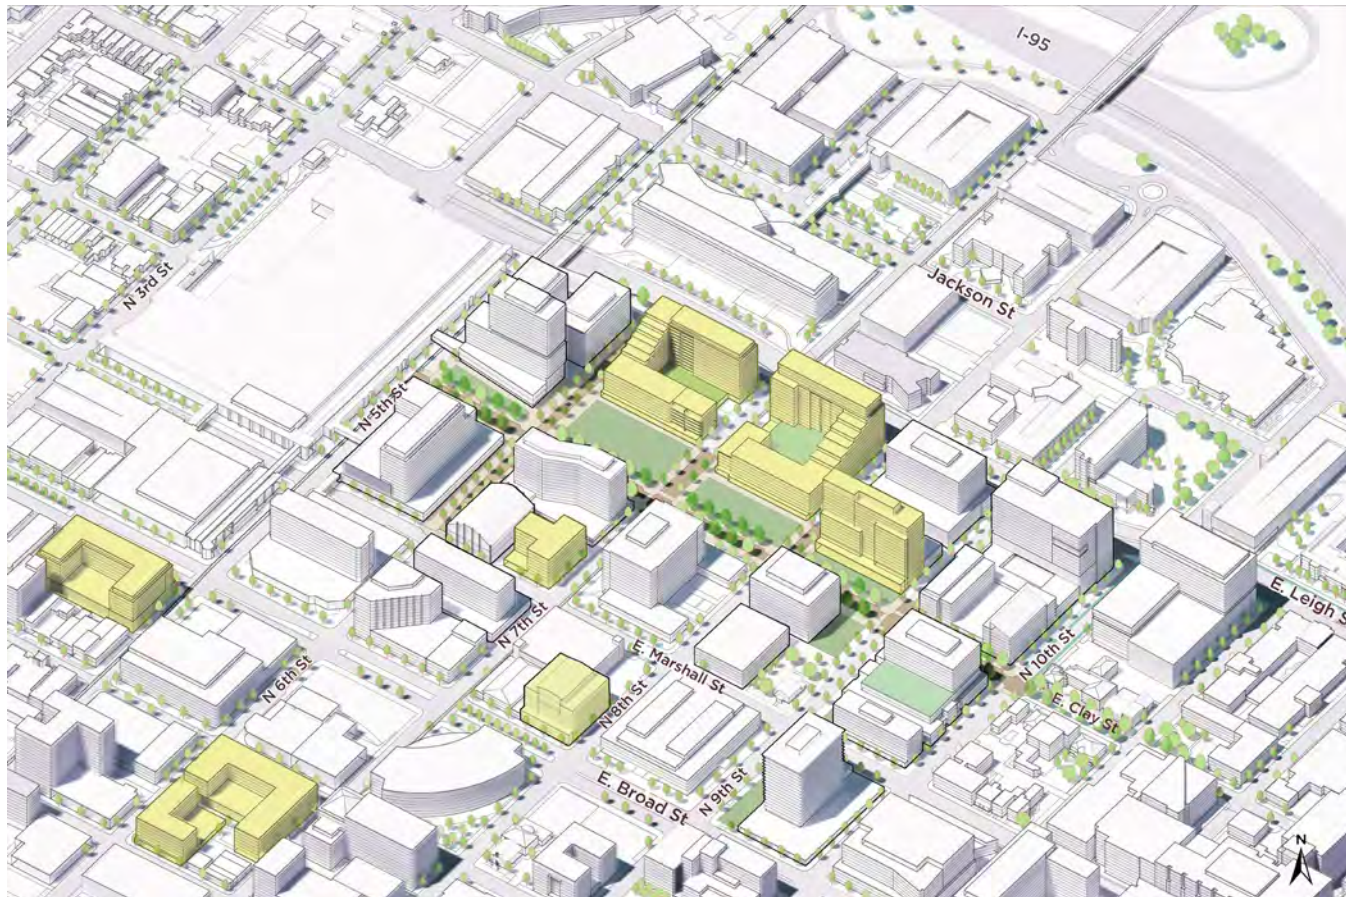 I-95
N 3rd St
Jackson St
N 5th St
E. Leigh S
N 7th St
E. Marshall St
N 10th St
N 6th St
N 8th St
E. Clay St
N 9th St
E. Broad St
N